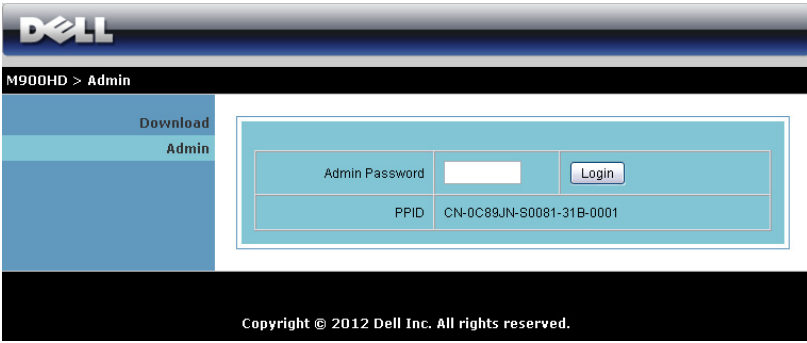 DELL
M900HD > Admin
Download
Admin
Admin Password
Login
PPID
CN-0C89JN-S0081-31B-0001
Copyright © 2012 Dell Inc. All rights reserved.